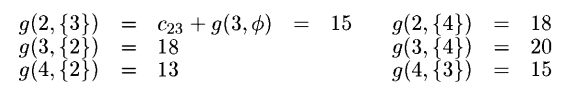 g(2,{3}) = c₂₃ + g(3,ϕ) = 15 g(2,{4}) = 18
g(3,{2}) = 18 g(3,{4}) = 20
g(4,{2}) = 13 g(4,{3}) = 15